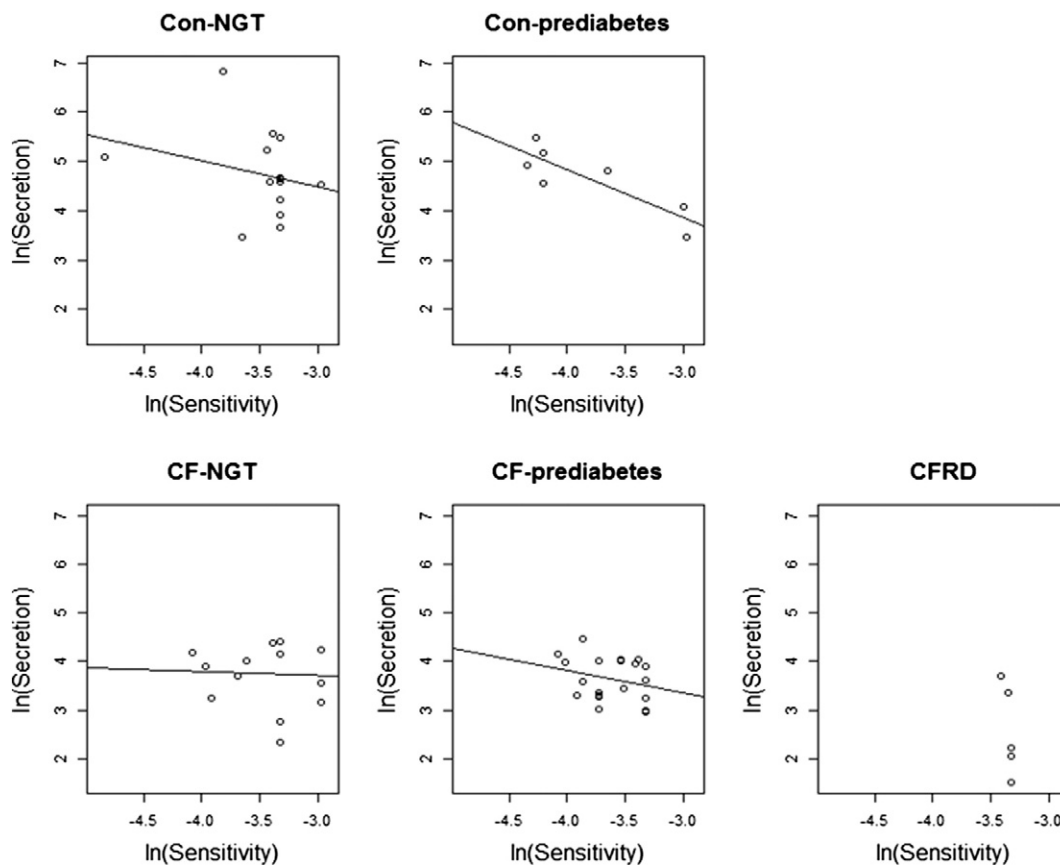 Con-NGT
ln(Secretion)
7
6
5
4
3
2
-4.5 -4.0 -3.5 -3.0
ln(Sensitivity)
Con-prediabetes
ln(Secretion)
7
6
5
4
3
2
-4.5 -4.0 -3.5 -3.0
ln(Sensitivity)
CF-NGT
ln(Secretion)
7
6
5
4
3
2
-4.5 -4.0 -3.5 -3.0
ln(Sensitivity)
CF-prediabetes
ln(Secretion)
7
6
5
4
3
2
-4.5 -4.0 -3.5 -3.0
ln(Sensitivity)
CFRD
ln(Secretion)
7
6
5
4
3
2
-4.5 -4.0 -3.5 -3.0
ln(Sensitivity)